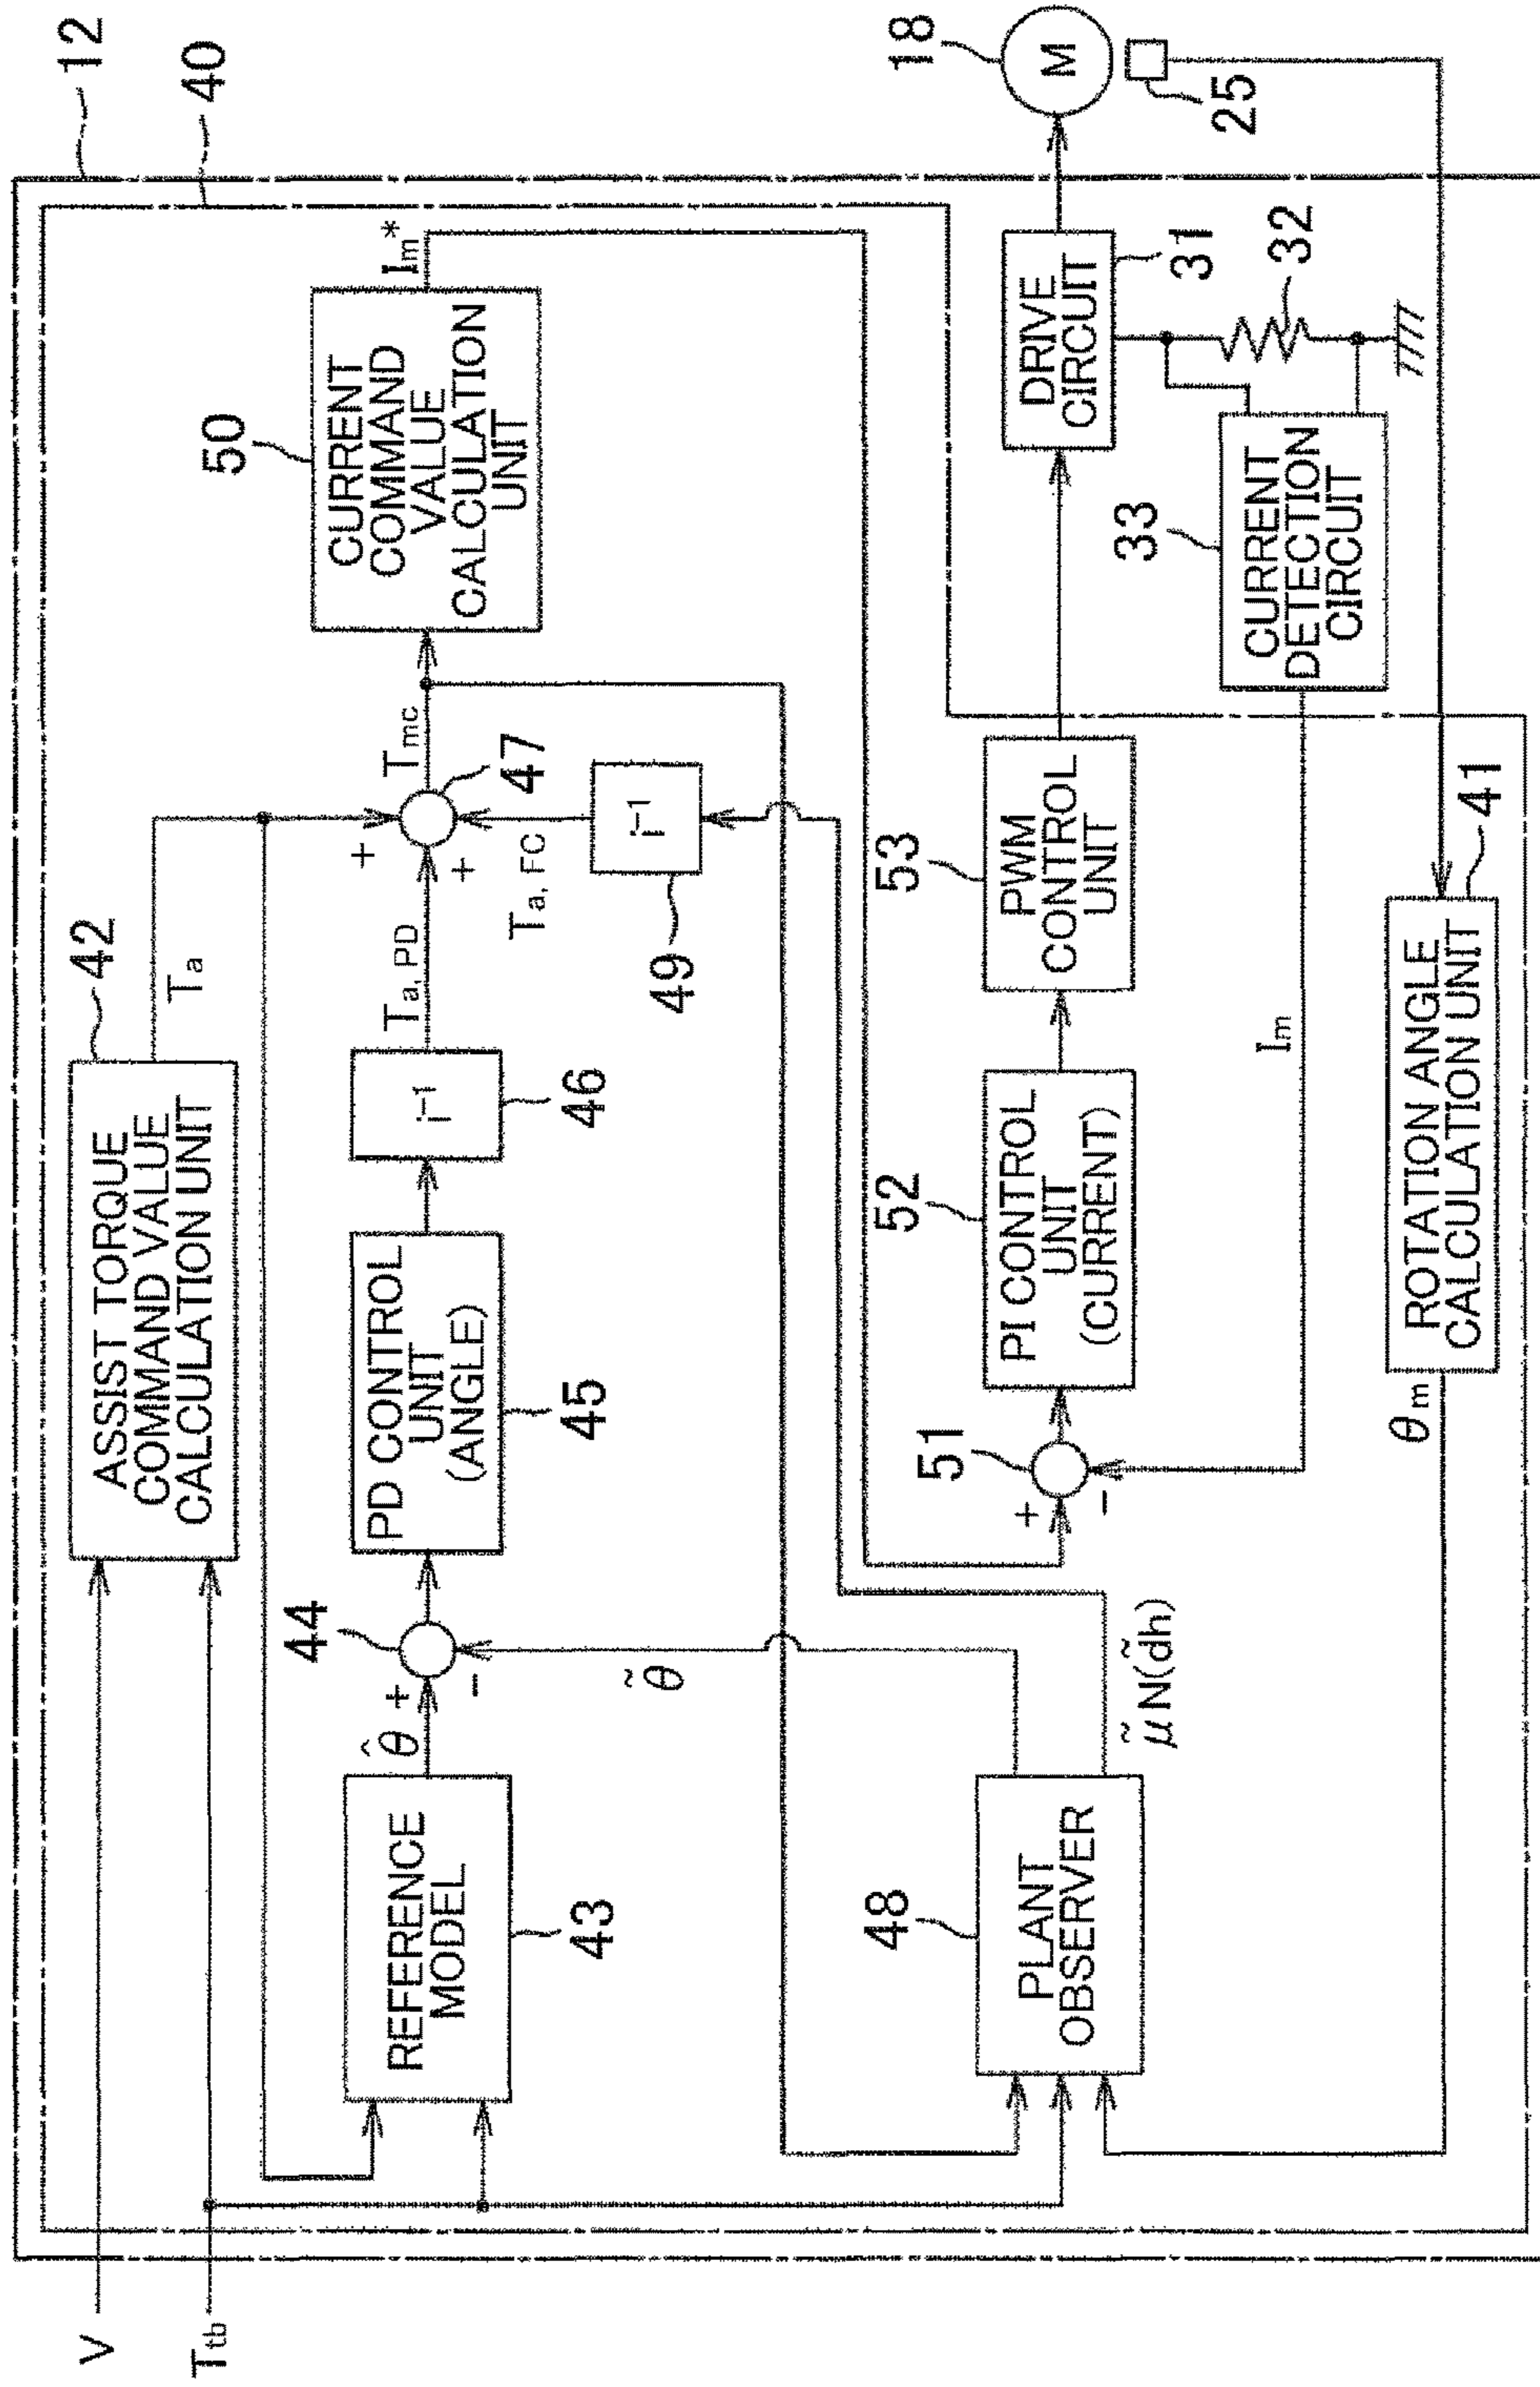 12
40
V
Ttb
42
ASSIST TORQUE
COMMAND VALUE
CALCULATION UNIT
Ta
50
CURRENT
COMMAND
VALUE
CALCULATION
UNIT
Im*
REFERENCE
MODEL
43
θ̂
+
-
44
PD CONTROL
UNIT
(ANGLE)
45
i⁻¹
46
Ta, PD
+
+
47
Tmc
Ta, FC
i⁻¹
49
θ̃
48
PLANT
OBSERVER
μ̃ N(d̃h)
51
+
-
52
PI CONTROL
UNIT
(CURRENT)
53
PWM
CONTROL
UNIT
DRIVE
CIRCUIT
31
18
M
25
32
33
CURRENT
DETECTION
CIRCUIT
Im
θm
ROTATION ANGLE
CALCULATION UNIT
41